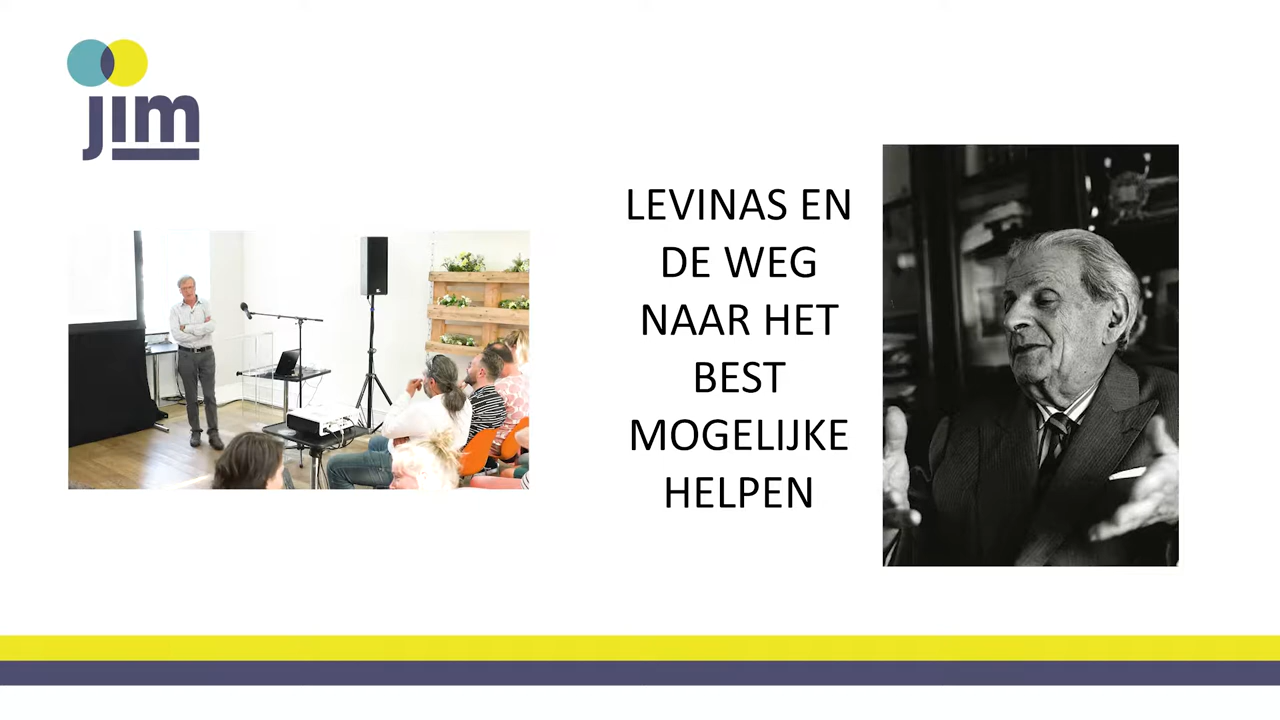 jim
LEVINAS EN
DE WEG
NAAR HET
BEST
MOGELIJKE
HELPEN